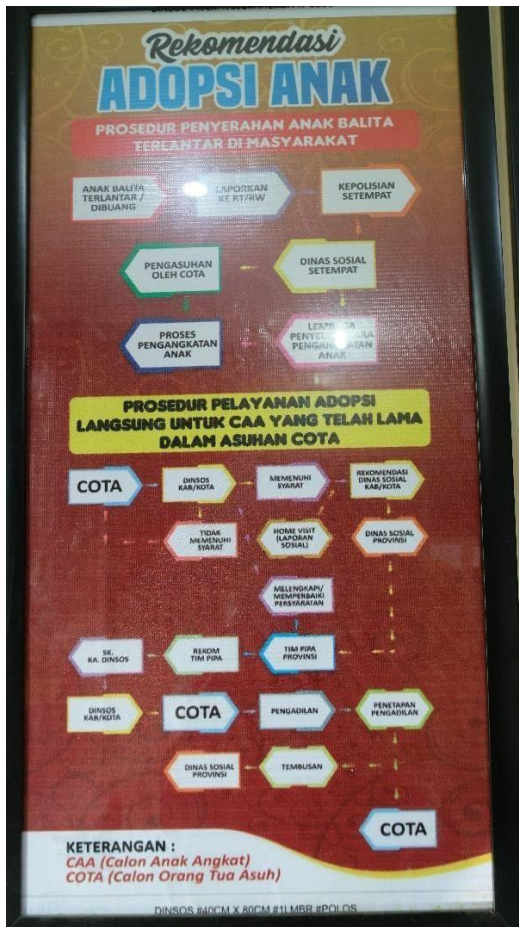 Rekomendasi
ADOPSI ANAK
PROSEDUR PENYERAHAN ANAK BALITA
TERLANTAR DI MASYARAKAT
ANAK BALITA
TERLANTAR /
DIBUANG
LAPORKAN
KE RT/RW
KEPOLISIAN
SETEMPAT
PENGASUHAN
OLEH COTA
DINAS SOSIAL
SETEMPAT
PROSES
PENGANGKATAN
ANAK
LEMBAGA
PENGANGKATAN
ANAK
PROSEDUR PELAYANAN ADOPSI
LANGSUNG UNTUK CAA YANG TELAH LAMA
DALAM ASUHAN COTA
COTA
DINSOS
KAB/KOTA
MEMENUHI
SYARAT
REKOMENDASI
DINAS SOSIAL
KAB/KOTA
TIDAK
MEMENUHI
SYARAT
HOME VISIT
(LAPORAN
SOSIAL)
DINAS SOSIAL
PROVINSI
MELENGKAPI/
MEMPERBAIKI
PERSYARATAN
SK.
KA. DINSOS
REKOM
TIM PIPA
TIM PIPA
PROVINSI
DINSOS
KAB/KOTA
COTA
PENGADILAN
PENETAPAN
PENGADILAN
DINAS SOSIAL
PROVINSI
TEMBUSAN
COTA
KETERANGAN :
CAA (Calon Anak Angkat)
COTA (Calon Orang Tua Asuh)
DINSOS #40CM X 80CM #1LMBR #POLOS